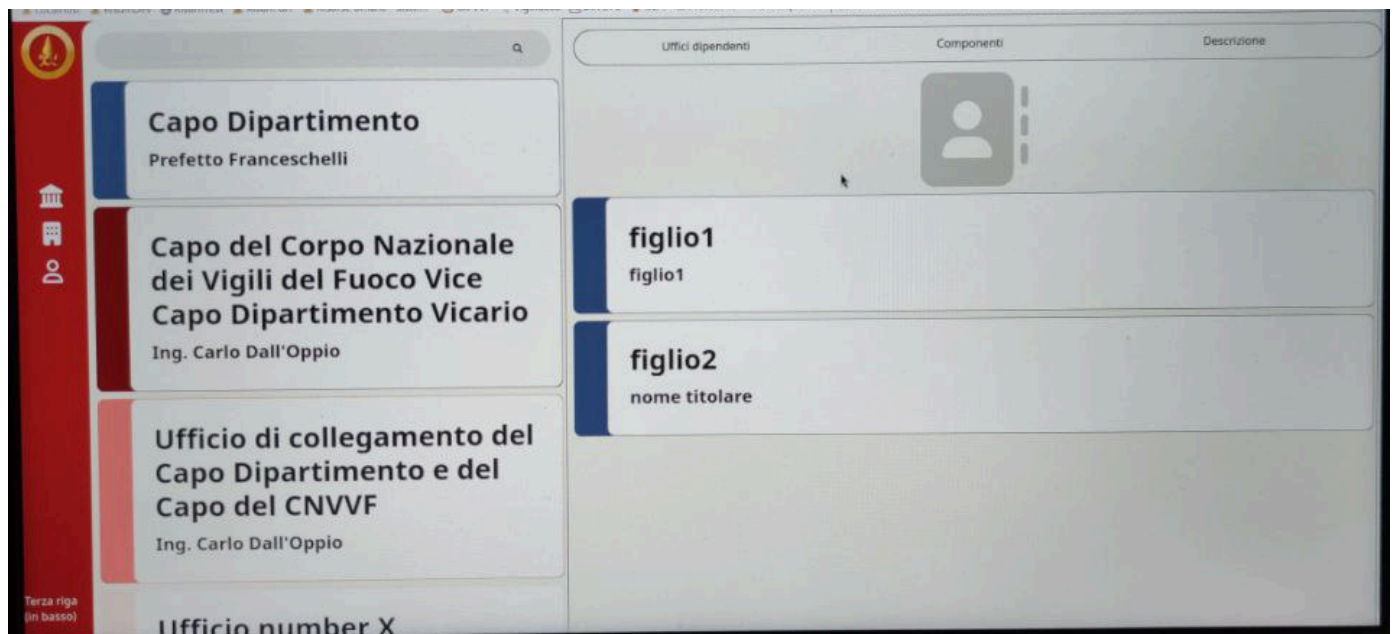 Uffici dipendenti
Componenti
Descrizione
Capo Dipartimento
Prefetto Franceschelli
Capo del Corpo Nazionale
dei Vigili del Fuoco Vice
Capo Dipartimento Vicario
Ing. Carlo Dall'Oppio
Ufficio di collegamento del
Capo Dipartimento e del
Capo del CNVVF
Ing. Carlo Dall'Oppio
Ufficio number X
figlio1
figlio1
figlio2
nome titolare
Terza riga
(in basso)